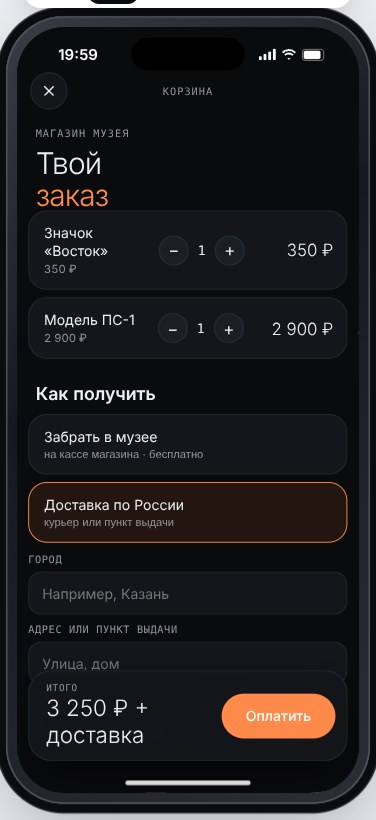 19:59
КОРЗИНА
МАГАЗИН МУЗЕЯ
Твой
заказ
Значок
«Восток»
350 ₽
− 1 +
350 ₽
Модель ПС-1
2 900 ₽
− 1 +
2 900 ₽
Как получить
Забрать в музее
на кассе магазина · бесплатно
Доставка по России
курьер или пункт выдачи
ГОРОД
Например, Казань
АДРЕС ИЛИ ПУНКТ ВЫДАЧИ
Улица, дом
ИТОГО
3 250 ₽ +
доставка
Оплатить